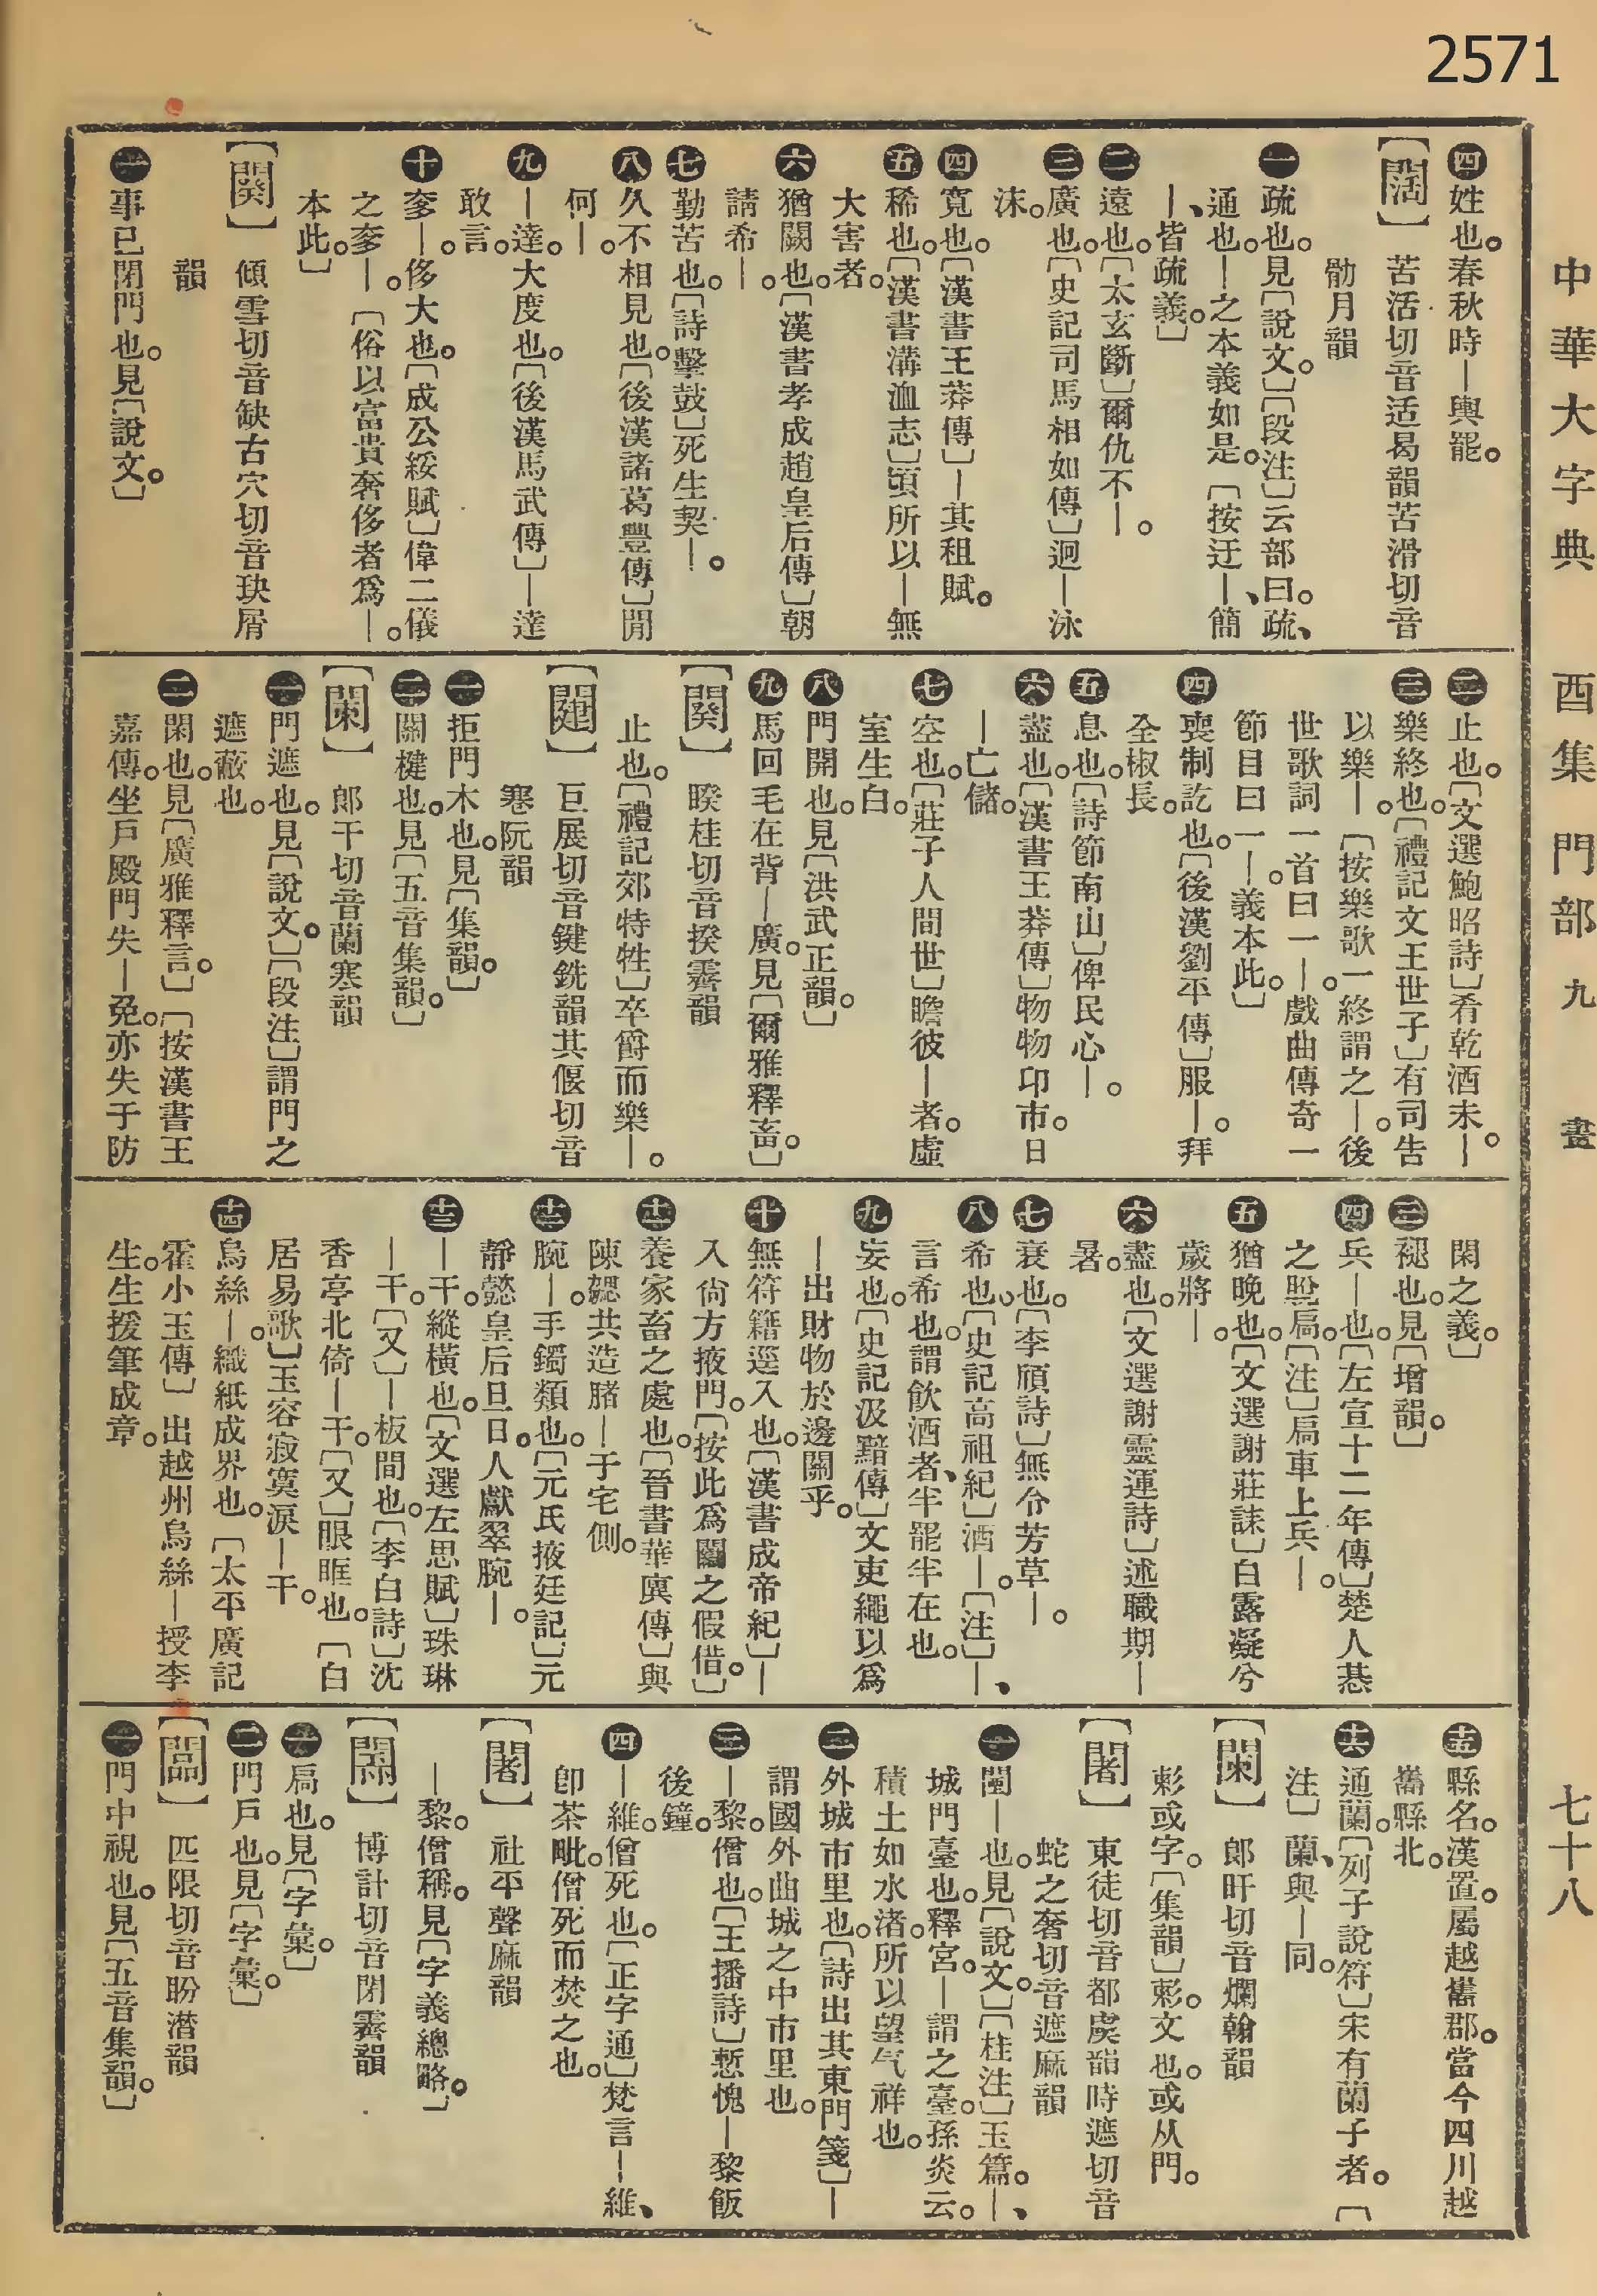 2571
中華大字典　酉集　門部　九畫　七十八
㊃姓也。春秋時｜輿罷。
【闊】苦活切音适曷韻苦滑切音
骩月韻
㊀疏也。見〔說文。〕〔段注〕云部曰。疏、
通也。｜之本義如是。〔按迂｜、簡
｜、皆疏義。〕
㊁遠也。〔太玄斷〕爾仇不｜。
㊂廣也。〔史記司馬相如傳〕迥｜泳
沫。
㊃寬也。〔漢書王莽傳〕｜其租賦。
㊄稀也。〔漢書溝洫志〕頃所以｜無
大害者。
㊅猶闕也。〔漢書孝成趙皇后傳〕朝
請希｜。
㊆勤苦也。〔詩擊鼓〕死生契｜。
㊇久不相見也。〔後漢諸葛豐傳〕閒
何｜。
㊈｜達。大度也。〔後漢馬武傳〕｜達
敢言。
㊉奓｜。侈大也。〔成公綏賦〕偉二儀
之奓｜。〔俗以富貴奢侈者爲｜。
本此。〕
【闋】傾雪切音缺古穴切音玦屑
韻
㊀事已閉門也。見〔說文。〕
㊁止也。〔文選鮑昭詩〕肴乾酒未｜。
㊂樂終也。〔禮記文王世子〕有司告
以樂｜。〔按樂歌一終謂之｜。後
世歌詞一首曰一｜。戲曲傳奇一
節目曰一｜。義本此。〕
㊃喪制訖也。〔後漢劉平傳〕服｜。拜
全椒長。
㊄息也。〔詩節南山〕俾民心｜。
㊅盡也。〔漢書王莽傳〕物物卬市。日
｜亡儲。
㊆空也。〔莊子人間世〕瞻彼｜者。虛
室生白。
㊇門開也。見〔洪武正韻。〕
㊈馬回毛在背｜廣。見〔爾雅釋畜。〕
【闋】睽桂切音揆霽韻
止也。〔禮記郊特牲〕卒爵而樂｜。
【𨵭】巨展切音鍵銑韻其偃切音
寋阮韻
㊀拒門木也。見〔集韻。〕
㊁關楗也。見〔五音集韻。〕
【闌】郎干切音蘭寒韻
㊀門遮也。見〔說文。〕〔段注〕謂門之
遮蔽也。
㊁閑也。見〔廣雅釋言。〕〔按漢書王
嘉傳。坐戶殿門失｜免。亦失于防
閑之義。〕
㊂褪也。見〔增韻。〕
㊃兵｜也。〔左宣十二年傳〕楚人惎
之脫扃。〔注〕扃車上兵｜。
㊄猶晚也。〔文選謝莊誄〕白露凝兮
歲將｜。
㊅盡也。〔文選謝靈運詩〕述職期｜
暑。
㊆衰也。〔李頎詩〕無令芳草｜。
㊇希也。〔史記高祖紀〕酒｜。〔注〕｜、
言希也。謂飲酒者、半罷半在也。
㊈妄也。〔史記汲黯傳〕文吏繩以爲
｜出財物於邊關乎。
㊉無符籍逕入也。〔漢書成帝紀〕｜
入尙方掖門。〔按此爲闌之假借。〕
十一養家畜之處也。〔晉書華廙傳〕與
陳勰共造豬｜于宅側。
十二腕｜。手鐲類也。〔元氏掖廷記〕元
靜懿皇后旦日。人獻翠腕｜。
十三｜干。縱橫也。〔文選左思賦〕珠琳
｜干。〔又〕｜板間也。〔李白詩〕沈
香亭北倚｜干。〔又〕眼眶也。〔白
居易歌〕玉容寂寞淚｜干。
十四烏絲｜。織紙成界也。〔太平廣記
霍小玉傳〕出越州烏絲｜授李
生。生援筆成章。
十五縣名。漢置。屬越巂郡。當今四川越
巂縣北。
十六通蘭。〔列子說符〕宋有蘭子者。〔
注〕蘭、與｜同。
【闌】郎旰切音爛翰韻
㓨或字。〔集韻〕㓨。文也。或从門。
【闍】東徒切音都虞韻時遮切音
蛇之奢切音遮麻韻
㊀闉｜也。見〔說文。〕〔桂注〕玉篇。｜、
城門臺也。釋宮。｜謂之臺。孫炎云。
積土如水渚。所以望气祥也。
㊁外城市里也。〔詩出其東門箋〕｜
謂國外曲城之中市里也。
㊂｜黎。僧也。〔王播詩〕慙愧｜黎飯
後鐘。
㊃｜維。僧死也。〔正字通〕梵言｜維、
卽荼毗。僧死而焚之也。
【闍】社平聲麻韻
｜黎。僧稱。見〔字義總略。〕
博計切音閉霽韻
㊀扃也。見〔字彙。〕
㊁門戶也。見〔字彙。〕
匹限切音盼潸韻
㊀門中視也。見〔五音集韻。〕